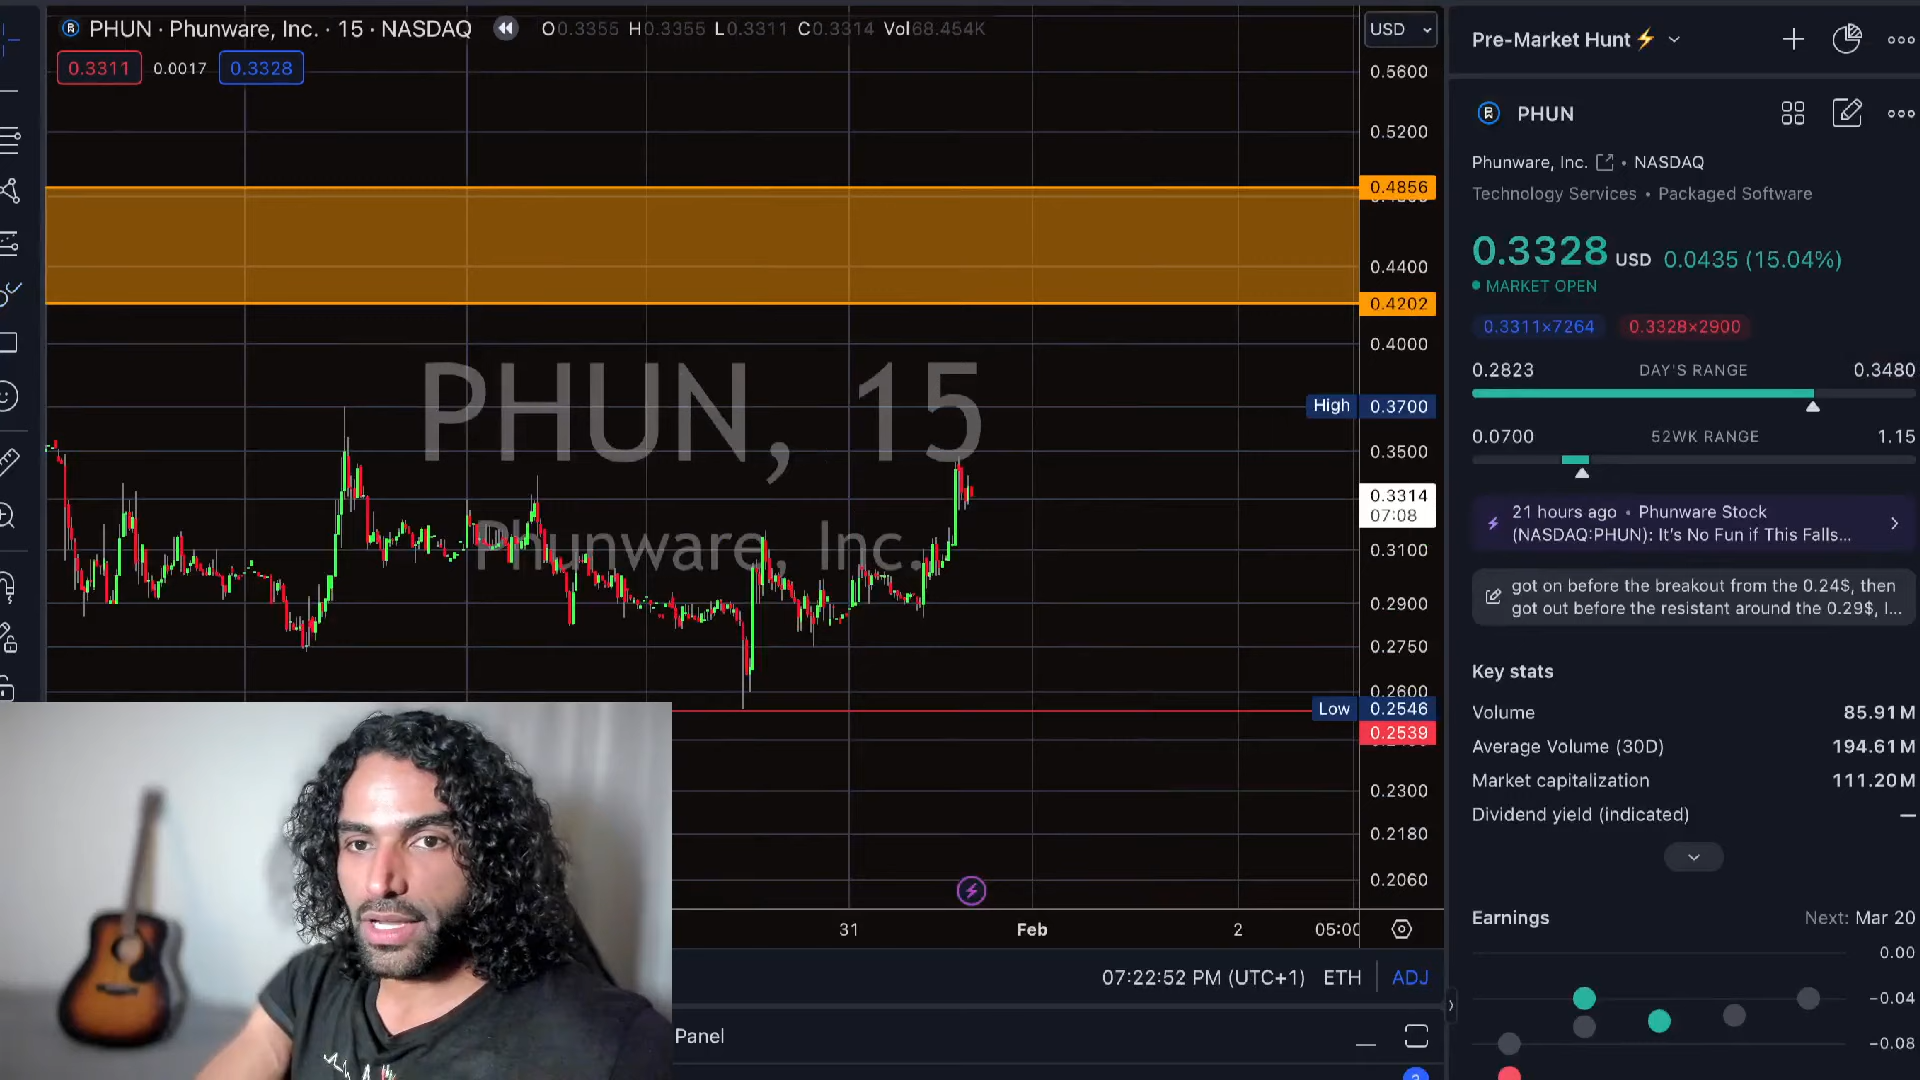 PHUN · Phunware, Inc. · 15 · NASDAQ O0.3355 H0.3355 L0.3311 C0.3314 Vol68.454K
0.3311 0.0017 0.3328
USD
0.5600
0.5200
0.4856
0.4400
0.4202
0.4000
High 0.3700
0.3500
0.3314
07:08
0.3100
0.2900
0.2750
0.2600
Low 0.2546
0.2539
0.2300
0.2180
0.2060
PHUN, 15
Phunware, Inc.
31 Feb 2 05:00
07:22:52 PM (UTC+1) ETH ADJ
Panel
Pre-Market Hunt
PHUN
Phunware, Inc. • NASDAQ
Technology Services • Packaged Software
0.3328 USD 0.0435 (15.04%)
MARKET OPEN
0.3311×7264 0.3328×2900
0.2823 DAY'S RANGE 0.3480
0.0700 52WK RANGE 1.15
21 hours ago • Phunware Stock
(NASDAQ:PHUN): It's No Fun if This Falls...
got on before the breakout from the 0.24$, then
got out before the resistant around the 0.29$, I...
Key stats
Volume 85.91M
Average Volume (30D) 194.61M
Market capitalization 111.20M
Dividend yield (indicated) —
Earnings Next: Mar 20
0.00
−0.04
−0.08